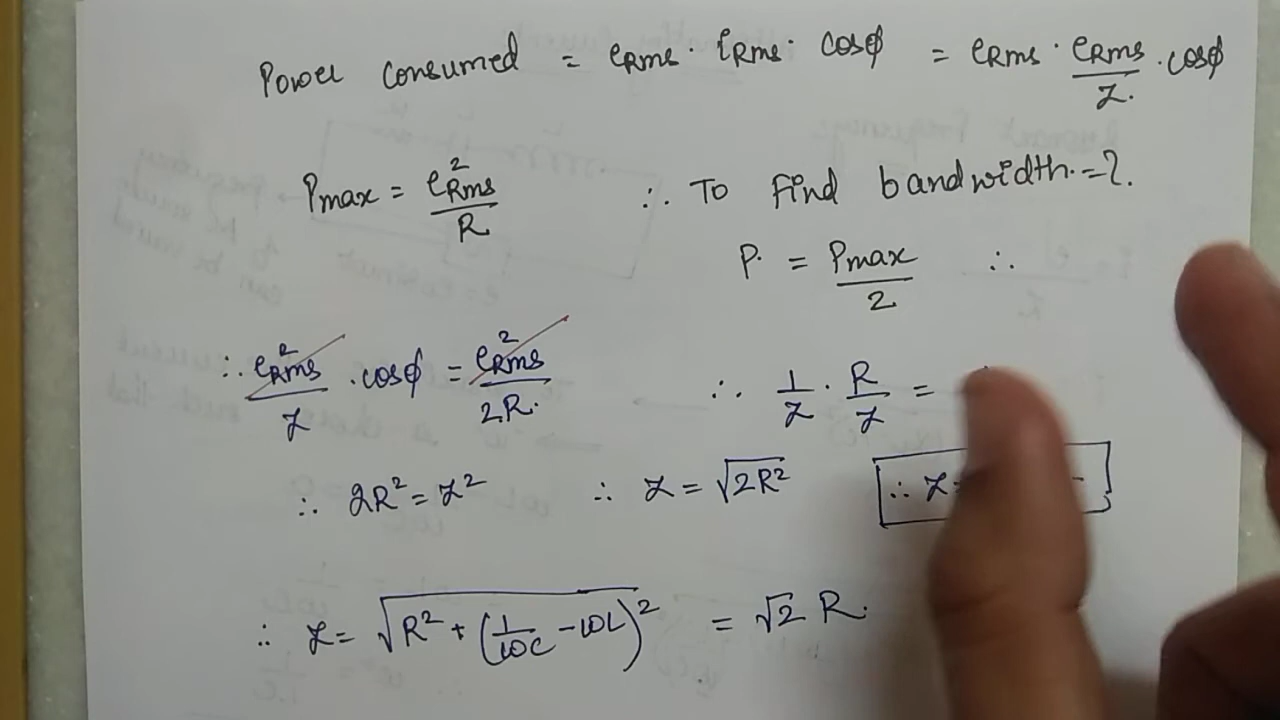 Power consumed = eRms · iRms · cosϕ = eRms · eRms/Z · cosϕ
Pmax = e²Rms/R ∴ To find bandwidth = ?
P = Pmax/2 ∴
∴ e²Rms/Z · cosϕ = e²Rms/2R ∴ 1/Z · R/Z =
∴ 2R² = Z² ∴ Z = √2R² ∴ Z
∴ Z = √R² + (1/ωC - ωL)² = √2 R